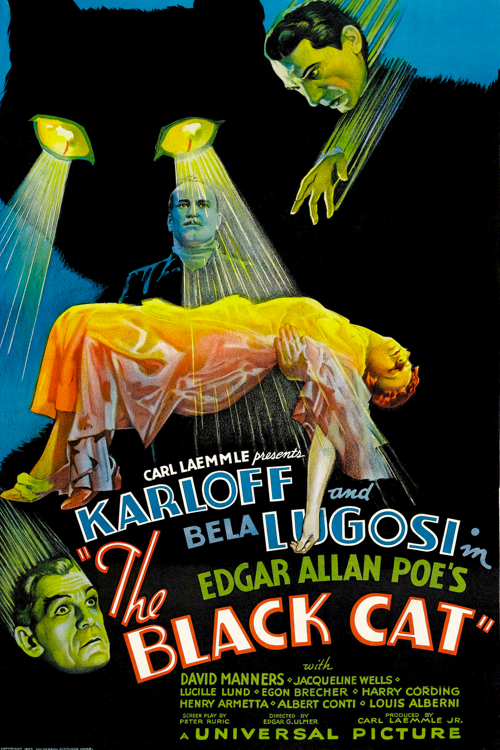 CARL LAEMMLE presents
KARLOFF and
BELA LUGOSI in
EDGAR ALLAN POE'S
"The
BLACK CAT"
with
DAVID MANNERS • JACQUELINE WELLS •
LUCILLE LUND • EGON BRECHER • HARRY CORDING
HENRY ARMETTA • ALBERT CONTI • LOUIS ALBERNI
SCREEN PLAY BY
PETER RURIC
DIRECTED BY
EDGAR G. ULMER
PRODUCED BY
CARL LAEMMLE JR.
A UNIVERSAL PICTURE